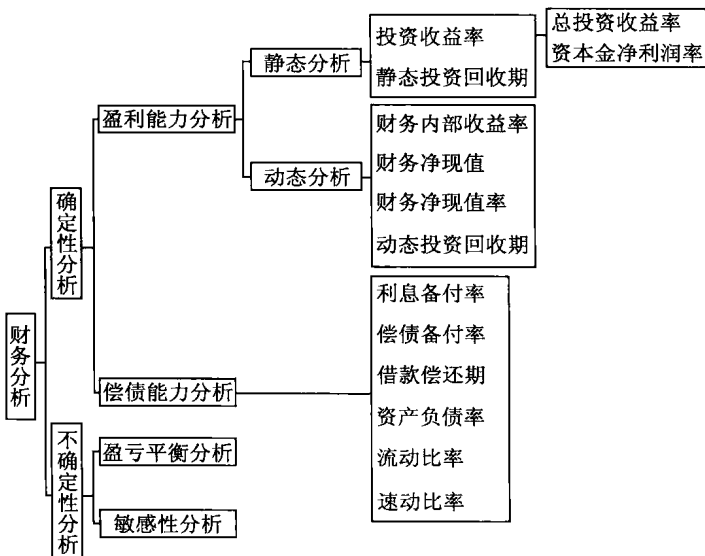 财务分析
确定性分析
盈利能力分析
静态分析
投资收益率
静态投资回收期
总投资收益率
资本金净利润率
动态分析
财务内部收益率
财务净现值
财务净现值率
动态投资回收期
偿债能力分析
利息备付率
偿债备付率
借款偿还期
资产负债率
流动比率
速动比率
不确定性分析
盈亏平衡分析
敏感性分析